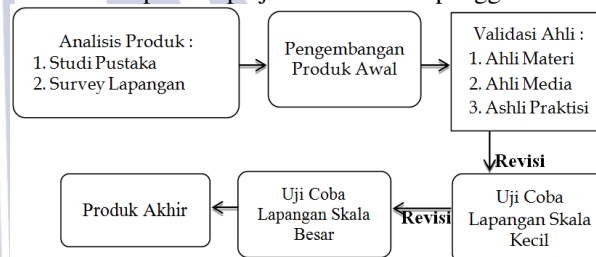 Analisis Produk :
1. Studi Pustaka
2. Survey Lapangan
Pengembangan
Produk Awal
Validasi Ahli :
1. Ahli Materi
2. Ahli Media
3. Ashli Praktisi
Revisi
Uji Coba
Lapangan Skala
Kecil
Revisi
Uji Coba
Lapangan Skala
Besar
Produk Akhir